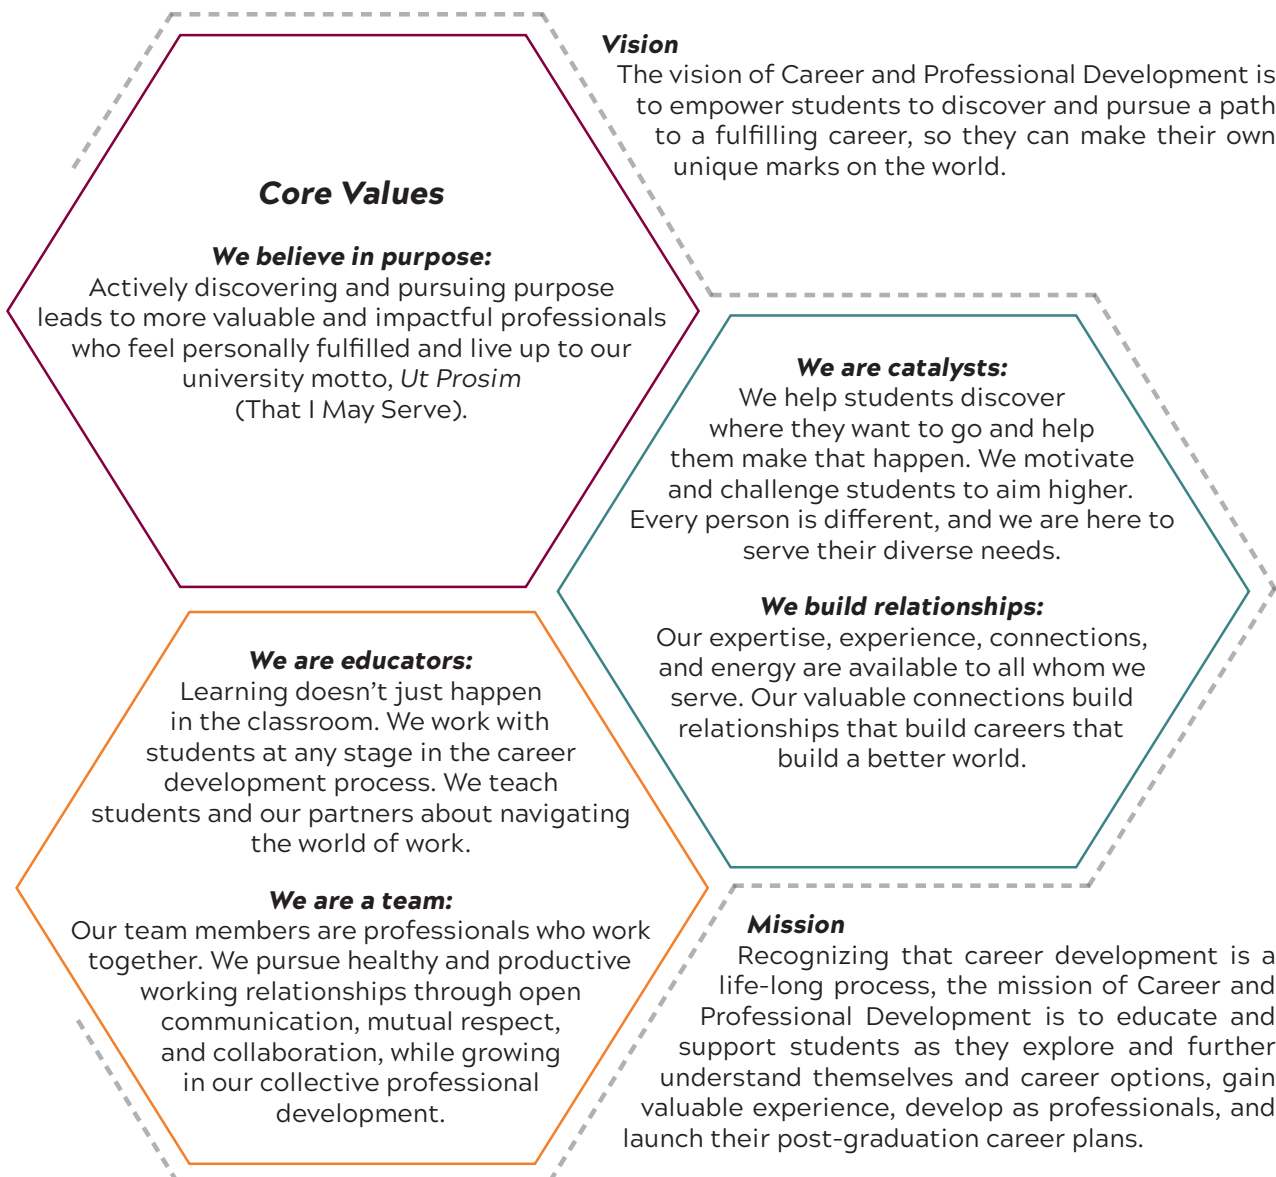 Vision
The vision of Career and Professional Development is
to empower students to discover and pursue a path
to a fulfilling career, so they can make their own
unique marks on the world.
Core Values
We believe in purpose:
Actively discovering and pursuing purpose
leads to more valuable and impactful professionals
who feel personally fulfilled and live up to our
university motto, Ut Prosim
(That I May Serve).
We are catalysts:
We help students discover
where they want to go and help
them make that happen. We motivate
and challenge students to aim higher.
Every person is different, and we are here to
serve their diverse needs.
We build relationships:
Our expertise, experience, connections,
and energy are available to all whom we
serve. Our valuable connections build
relationships that build careers that
build a better world.
We are educators:
Learning doesn’t just happen
in the classroom. We work with
students at any stage in the career
development process. We teach
students and our partners about navigating
the world of work.
We are a team:
Our team members are professionals who work
together. We pursue healthy and productive
working relationships through open
communication, mutual respect,
and collaboration, while growing
in our collective professional
development.
Mission
Recognizing that career development is a
life-long process, the mission of Career and
Professional Development is to educate and
support students as they explore and further
understand themselves and career options, gain
valuable experience, develop as professionals, and
launch their post-graduation career plans.